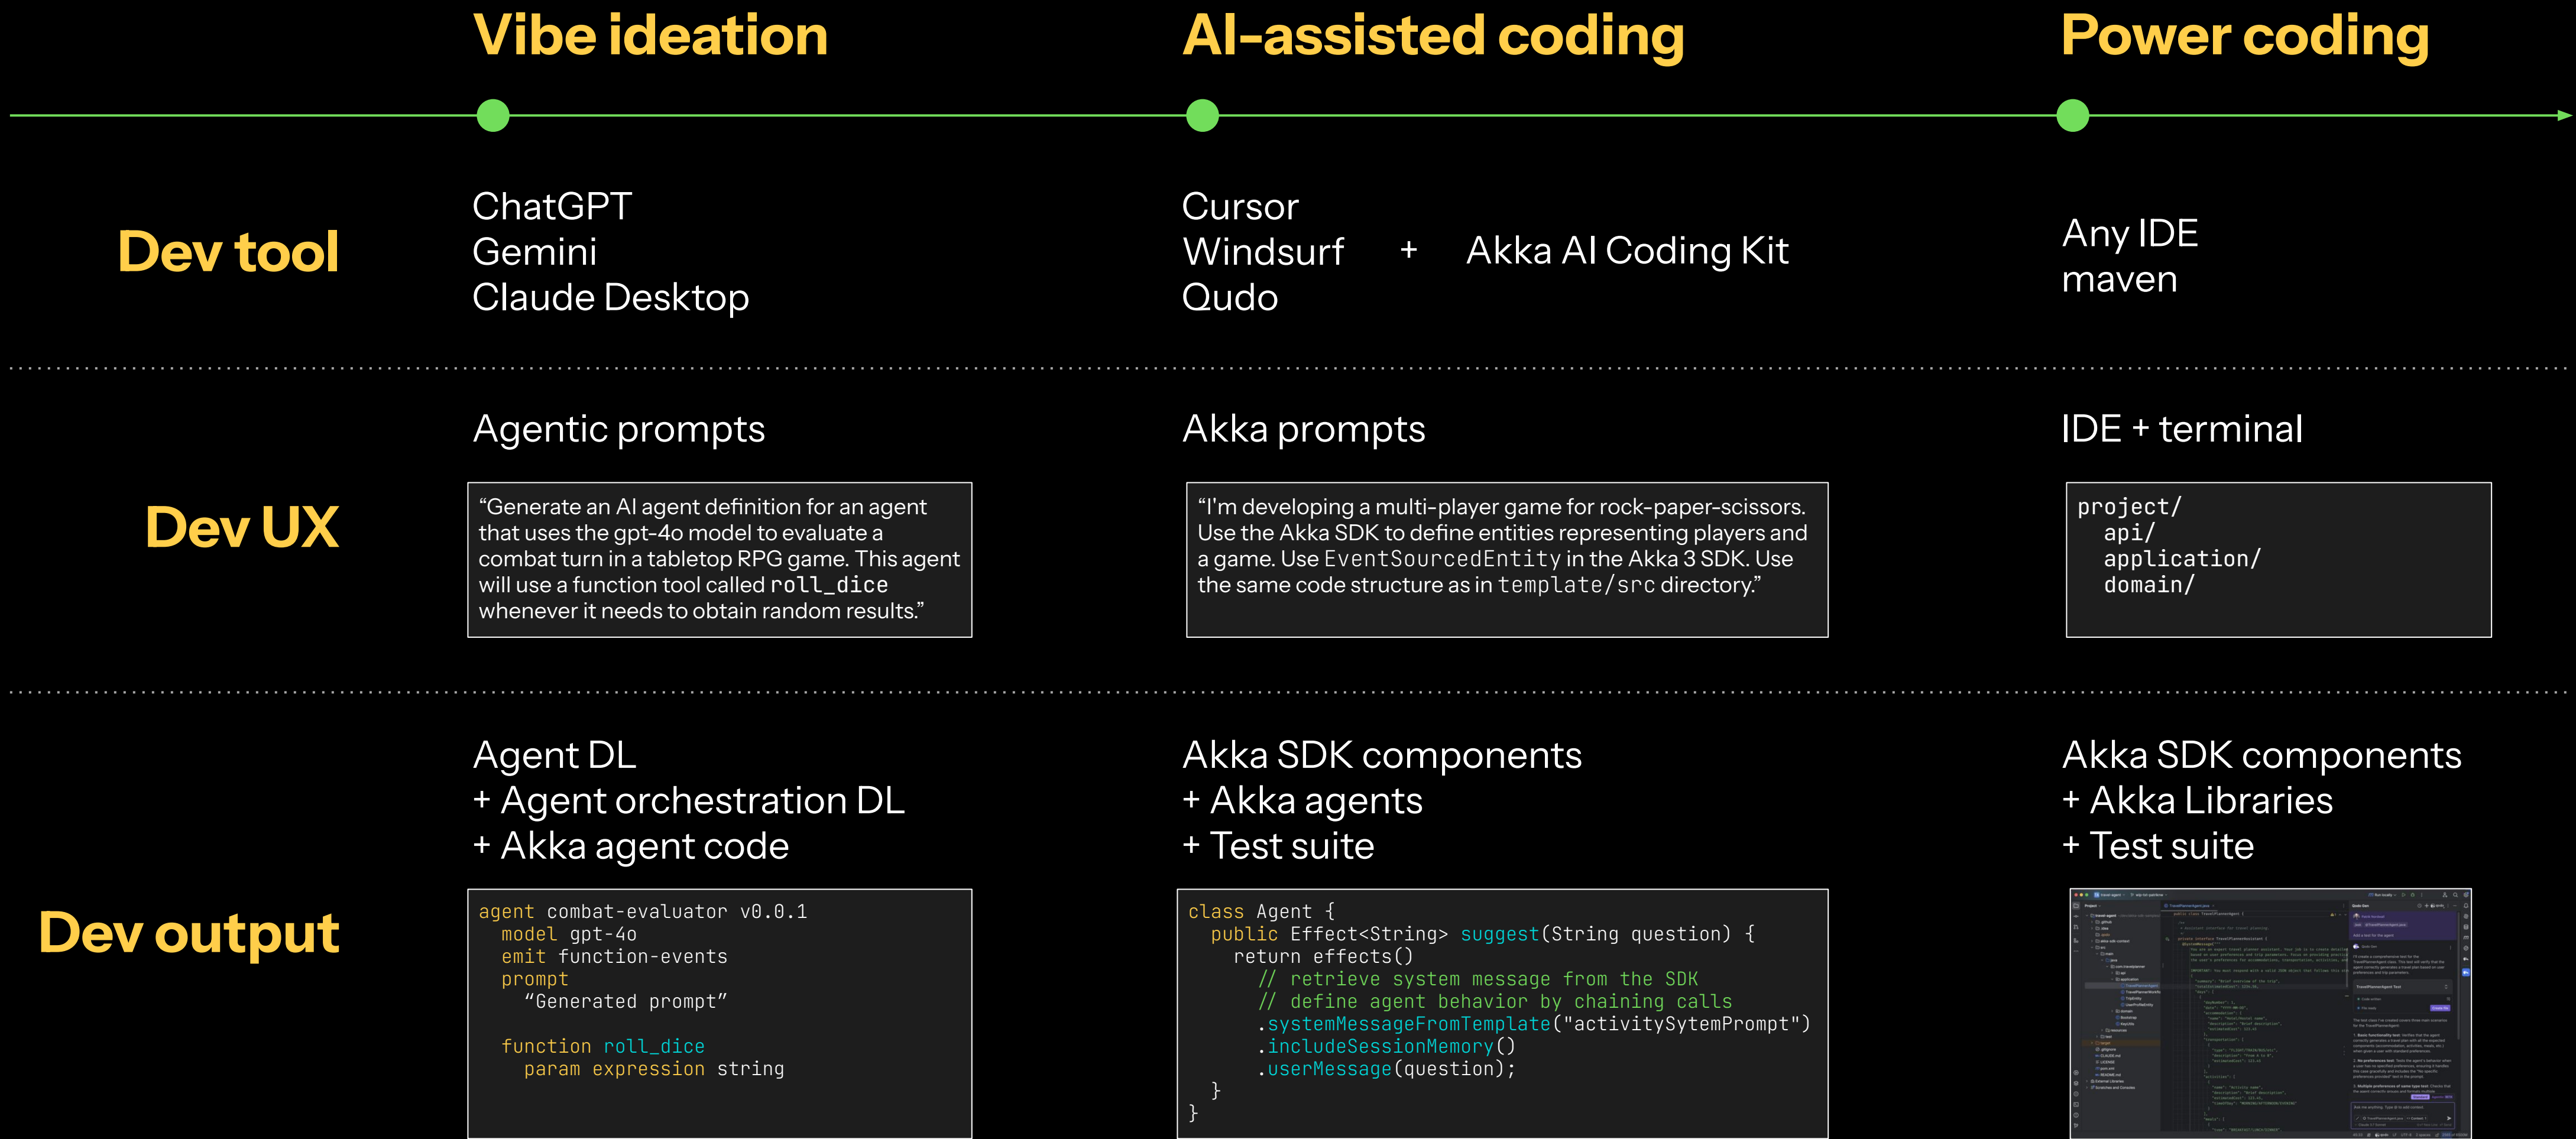 Vibe ideation
AI-assisted coding
Power coding
Dev tool
ChatGPT
Gemini
Claude Desktop
Cursor
Windsurf
Qudo
+
Akka AI Coding Kit
Any IDE
maven
Dev UX
Agentic prompts
“Generate an AI agent definition for an agent
that uses the gpt-4o model to evaluate a
combat turn in a tabletop RPG game. This agent
will use a function tool called roll_dice
whenever it needs to obtain random results.”
Akka prompts
“I'm developing a multi-player game for rock-paper-scissors.
Use the Akka SDK to define entities representing players and
a game. Use EventSourcedEntity in the Akka 3 SDK. Use
the same code structure as in template/src directory.”
IDE + terminal
project/
api/
application/
domain/
Dev output
Agent DL
+ Agent orchestration DL
+ Akka agent code
agent combat-evaluator v0.0.1
model gpt-4o
emit function-events
prompt
“Generated prompt”
function roll_dice
param expression string
Akka SDK components
+ Akka agents
+ Test suite
class Agent {
public Effect<String> suggest(String question) {
return effects()
// retrieve system message from the SDK
// define agent behavior by chaining calls
.systemMessageFromTemplate("activitySytemPrompt")
.includeSessionMemory()
.userMessage(question);
}
}
Akka SDK components
+ Akka Libraries
+ Test suite